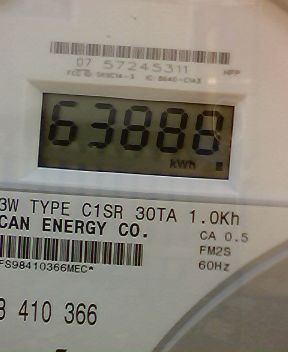 07 57245311
63888
kWh
3W TYPE C1SR 30TA 1.0Kh
CAN ENERGY CO.
CA 0.5
FM2S
60Hz
FS98410366MEC*
410 366